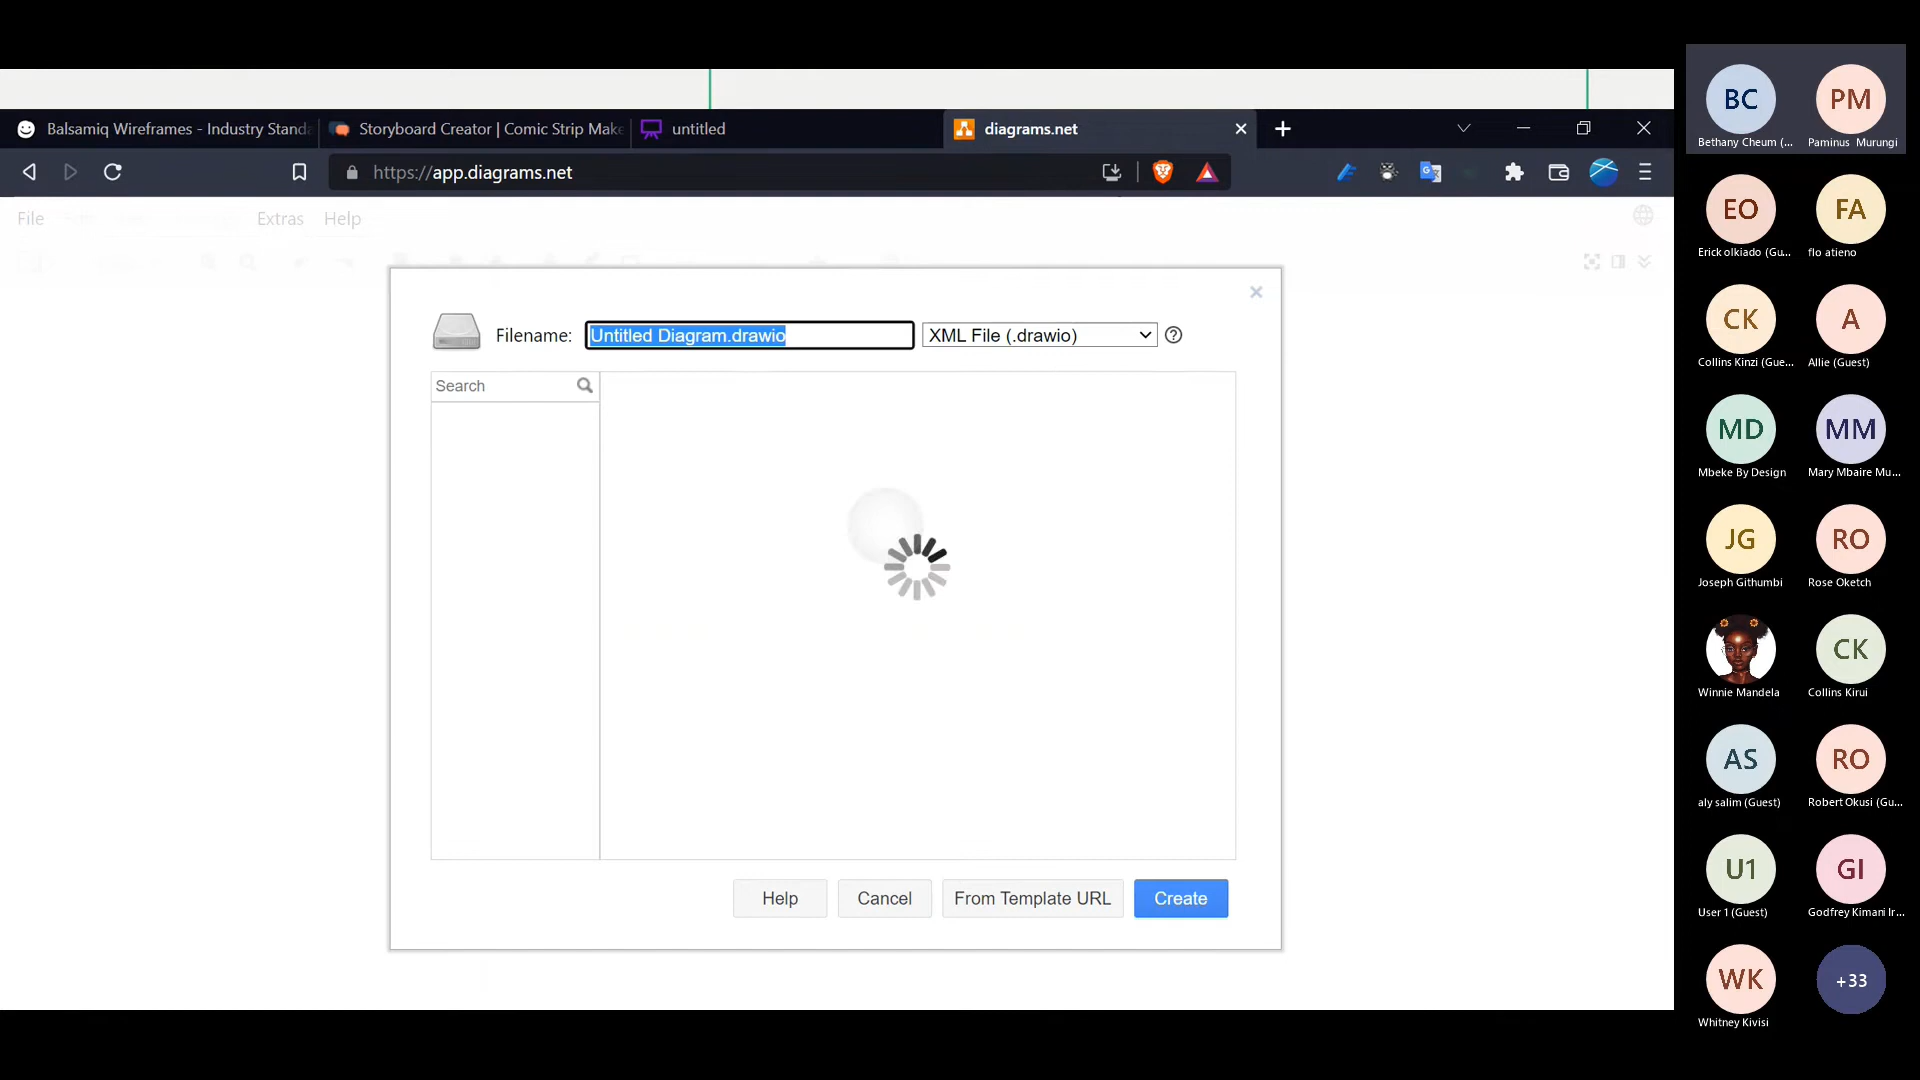 Balsamiq Wireframes - Industry Standa
Storyboard Creator | Comic Strip Make
untitled
diagrams.net
https://app.diagrams.net
File
Extras
Help
Filename:
Untitled Diagram.drawio
XML File (.drawio)
Search
Help
Cancel
From Template URL
Create
BC
Bethany Cheum (...
PM
Paminus Murungi
EO
Erick olkiado (Gu...
FA
flo atieno
CK
Collins Kinzi (Gue...
A
Allie (Guest)
MD
Mbeke By Design
MM
Mary Mbaire Mu...
JG
Joseph Githumbi
RO
Rose Oketch
Winnie Mandela
CK
Collins Kirui
AS
aly salim (Guest)
RO
Robert Okusi (Gu...
U1
User 1 (Guest)
GI
Godfrey Kimani Ir...
WK
Whitney Kivisi
+33